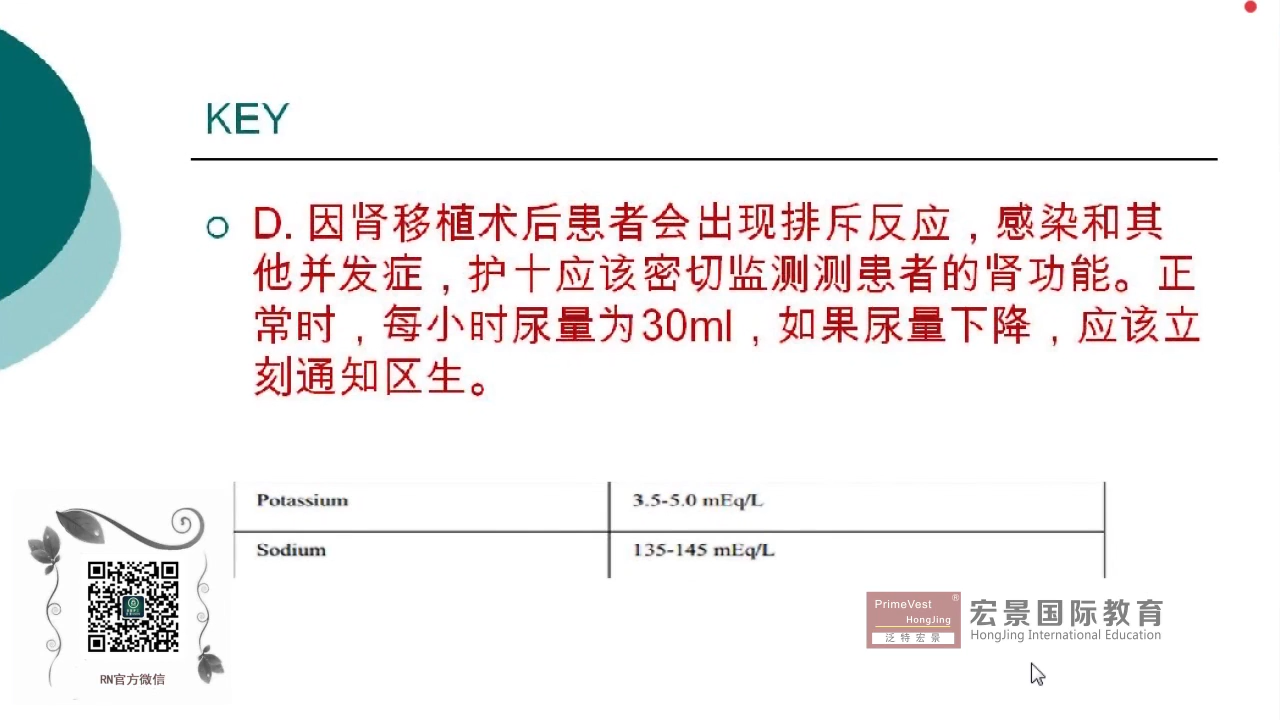 KEY
D. 因肾移植术后患者会出现排斥反应，感染和其
他并发症，护十应该密切监测测患者的肾功能。正
常时，每小时尿量为30ml，如果尿量下降，应该立
刻通知区生。
Potassium 3.5-5.0 mEq/L
Sodium 135-145 mEq/L
PrimeVest ®
HongJing
泛特宏景
宏景国际教育
HongJing International Education
RN官方微信